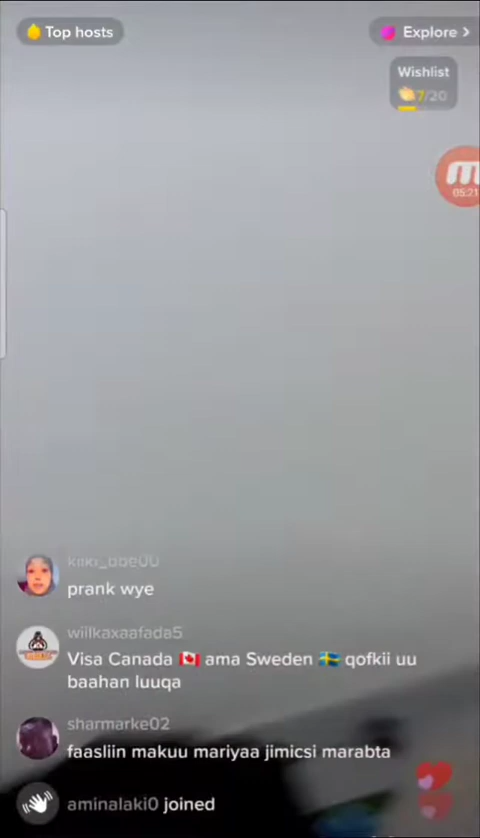 Top hosts
Explore >
Wishlist
7/20
05:21
kiiki_bbe00
prank wye
wiilkaxaafada5
Visa Canada 🇨🇦 ama Sweden 🇸🇪 qofkii uu
baahan luuqa
sharmarke02
faasliin makuu mariyaa jimicsi marabta
aminalaki0 joined